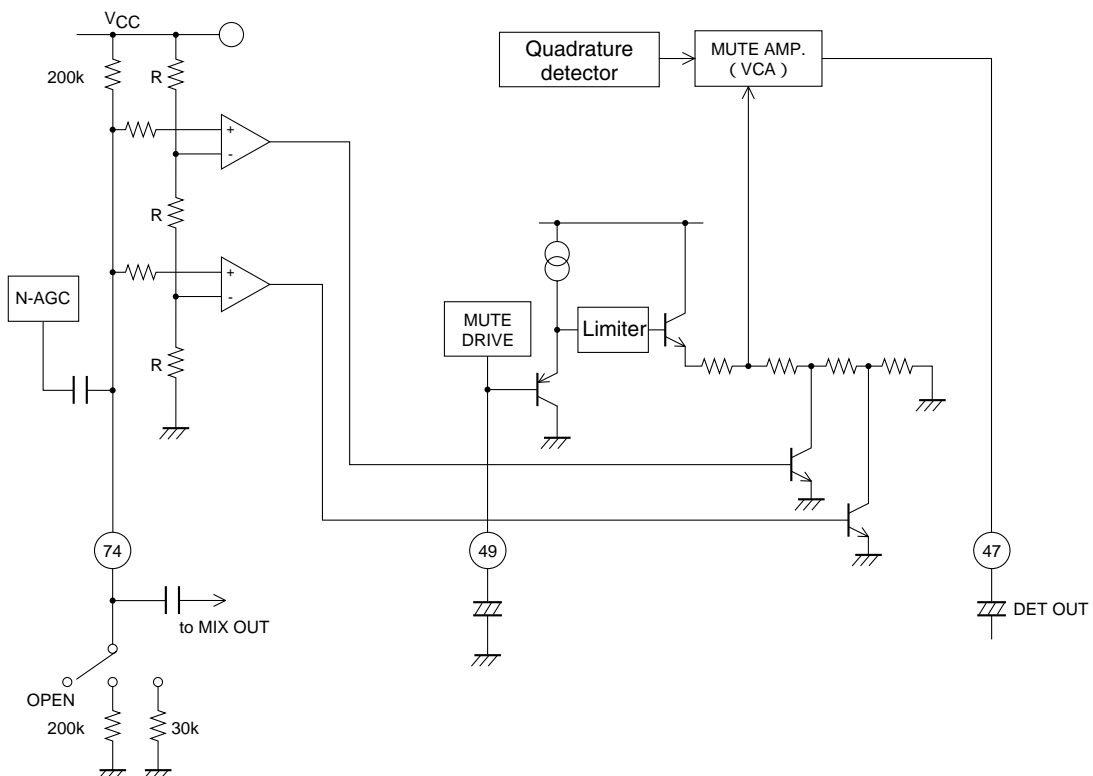 VCC
200k
R
+
-
R
+
-
N-AGC
R
74
to MIX OUT
OPEN
200k
30k
Quadrature
detector
MUTE AMP.
( VCA )
MUTE
DRIVE
Limiter
49
47
DET OUT